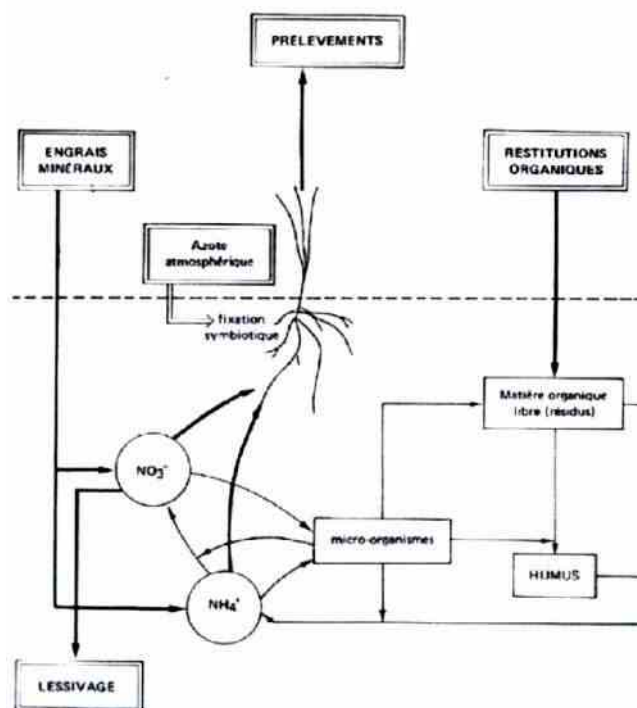 PRÉLEVEMENTS
ENGRAIS
MINÉRAUX
RESTITUTIONS
ORGANIQUES
Azote
atmosphérique
fixation
symbiotique
Matière organique
libre (résidus)
NO3-
micro-organismes
HUMUS
NH4+
LESSIVAGE